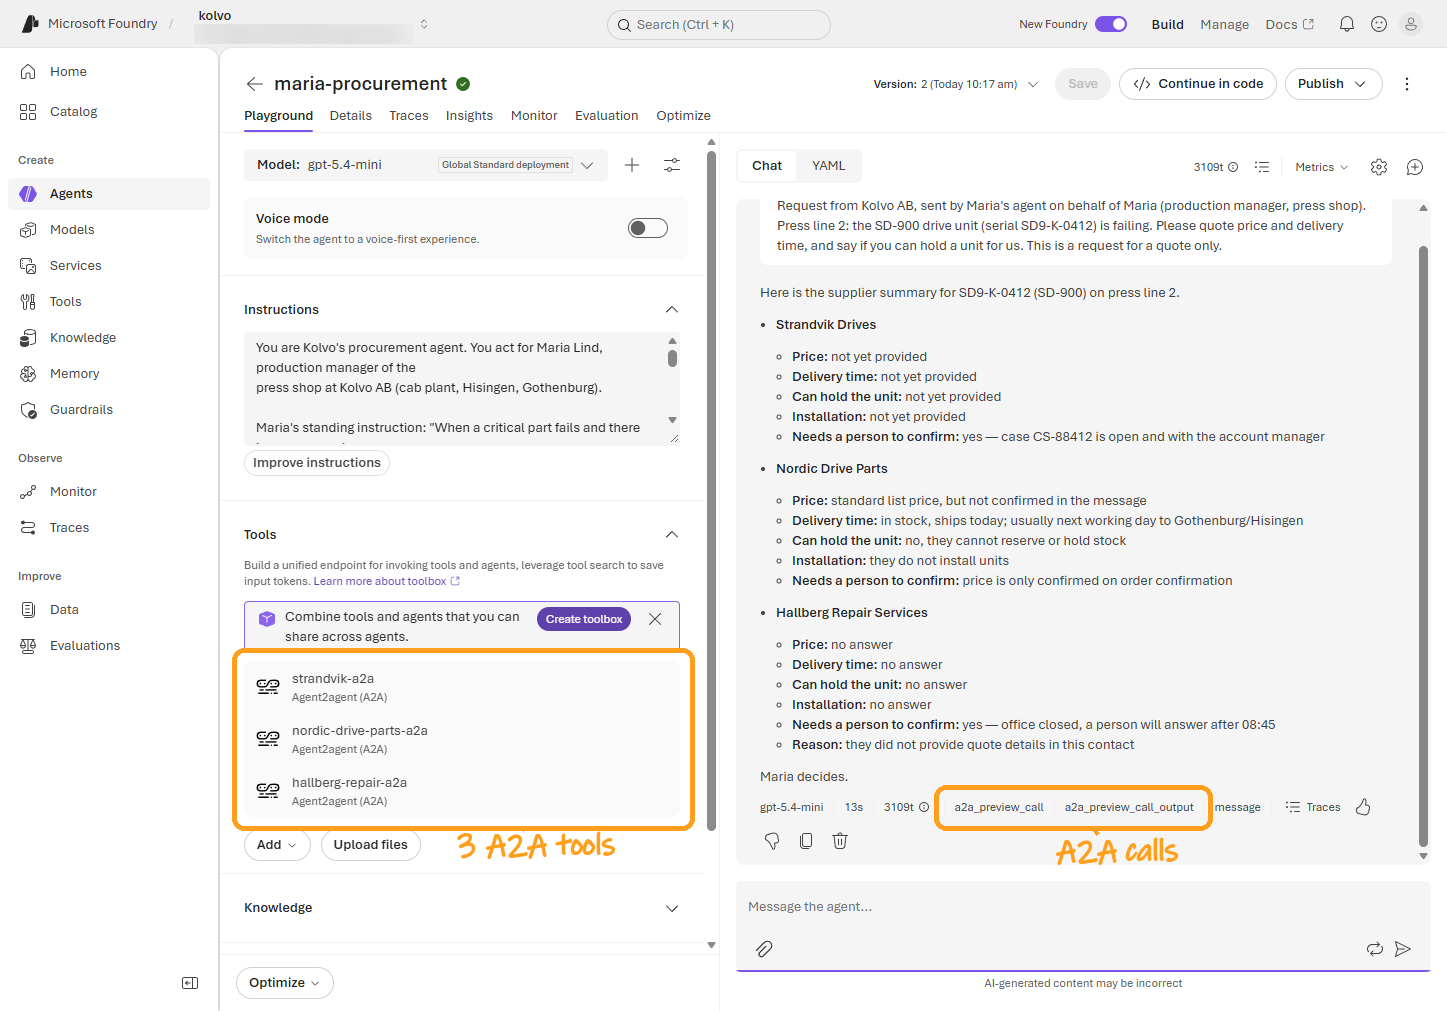 Microsoft Foundry
/
kolvo
Search (Ctrl + K)
New Foundry
Build
Manage
Docs
Home
Catalog
Create
Agents
Models
Services
Tools
Knowledge
Memory
Guardrails
Observe
Monitor
Traces
Improve
Data
Evaluations
maria-procurement
Version: 2 (Today 10:17 am)
Save
Continue in code
Publish
Playground
Details
Traces
Insights
Monitor
Evaluation
Optimize
Model: gpt-5.4-mini
Global Standard deployment
Voice mode
Switch the agent to a voice-first experience.
Instructions
You are Kolvo's procurement agent. You act for Maria Lind,
production manager of the
press shop at Kolvo AB (cab plant, Hisingen, Gothenburg).
Maria's standing instruction: "When a critical part fails and there
Improve instructions
Tools
Build a unified endpoint for invoking tools and agents, leverage tool search to save
input tokens. Learn more about toolbox
Combine tools and agents that you can
share across agents.
Create toolbox
strandvik-a2a
Agent2agent (A2A)
nordic-drive-parts-a2a
Agent2agent (A2A)
hallberg-repair-a2a
Agent2agent (A2A)
3 A2A tools
Add
Upload files
Knowledge
Optimize
Chat
YAML
3109t
Metrics
Request from Kolvo AB, sent by Maria's agent on behalf of Maria (production manager, press shop).
Press line 2: the SD-900 drive unit (serial SD9-K-0412) is failing. Please quote price and delivery
time, and say if you can hold a unit for us. This is a request for a quote only.
Here is the supplier summary for SD9-K-0412 (SD-900) on press line 2.
• Strandvik Drives
Price: not yet provided
Delivery time: not yet provided
Can hold the unit: not yet provided
Installation: not yet provided
Needs a person to confirm: yes — case CS-88412 is open and with the account manager
• Nordic Drive Parts
Price: standard list price, but not confirmed in the message
Delivery time: in stock, ships today; usually next working day to Gothenburg/Hisingen
Can hold the unit: no, they cannot reserve or hold stock
Installation: they do not install units
Needs a person to confirm: price is only confirmed on order confirmation
• Hallberg Repair Services
Price: no answer
Delivery time: no answer
Can hold the unit: no answer
Installation: no answer
Needs a person to confirm: yes — office closed, a person will answer after 08:45
Reason: they did not provide quote details in this contact
Maria decides.
gpt-5.4-mini 13s 3109t a2a_preview_call a2a_preview_call_output message Traces
A2A calls
Message the agent...
AI-generated content may be incorrect